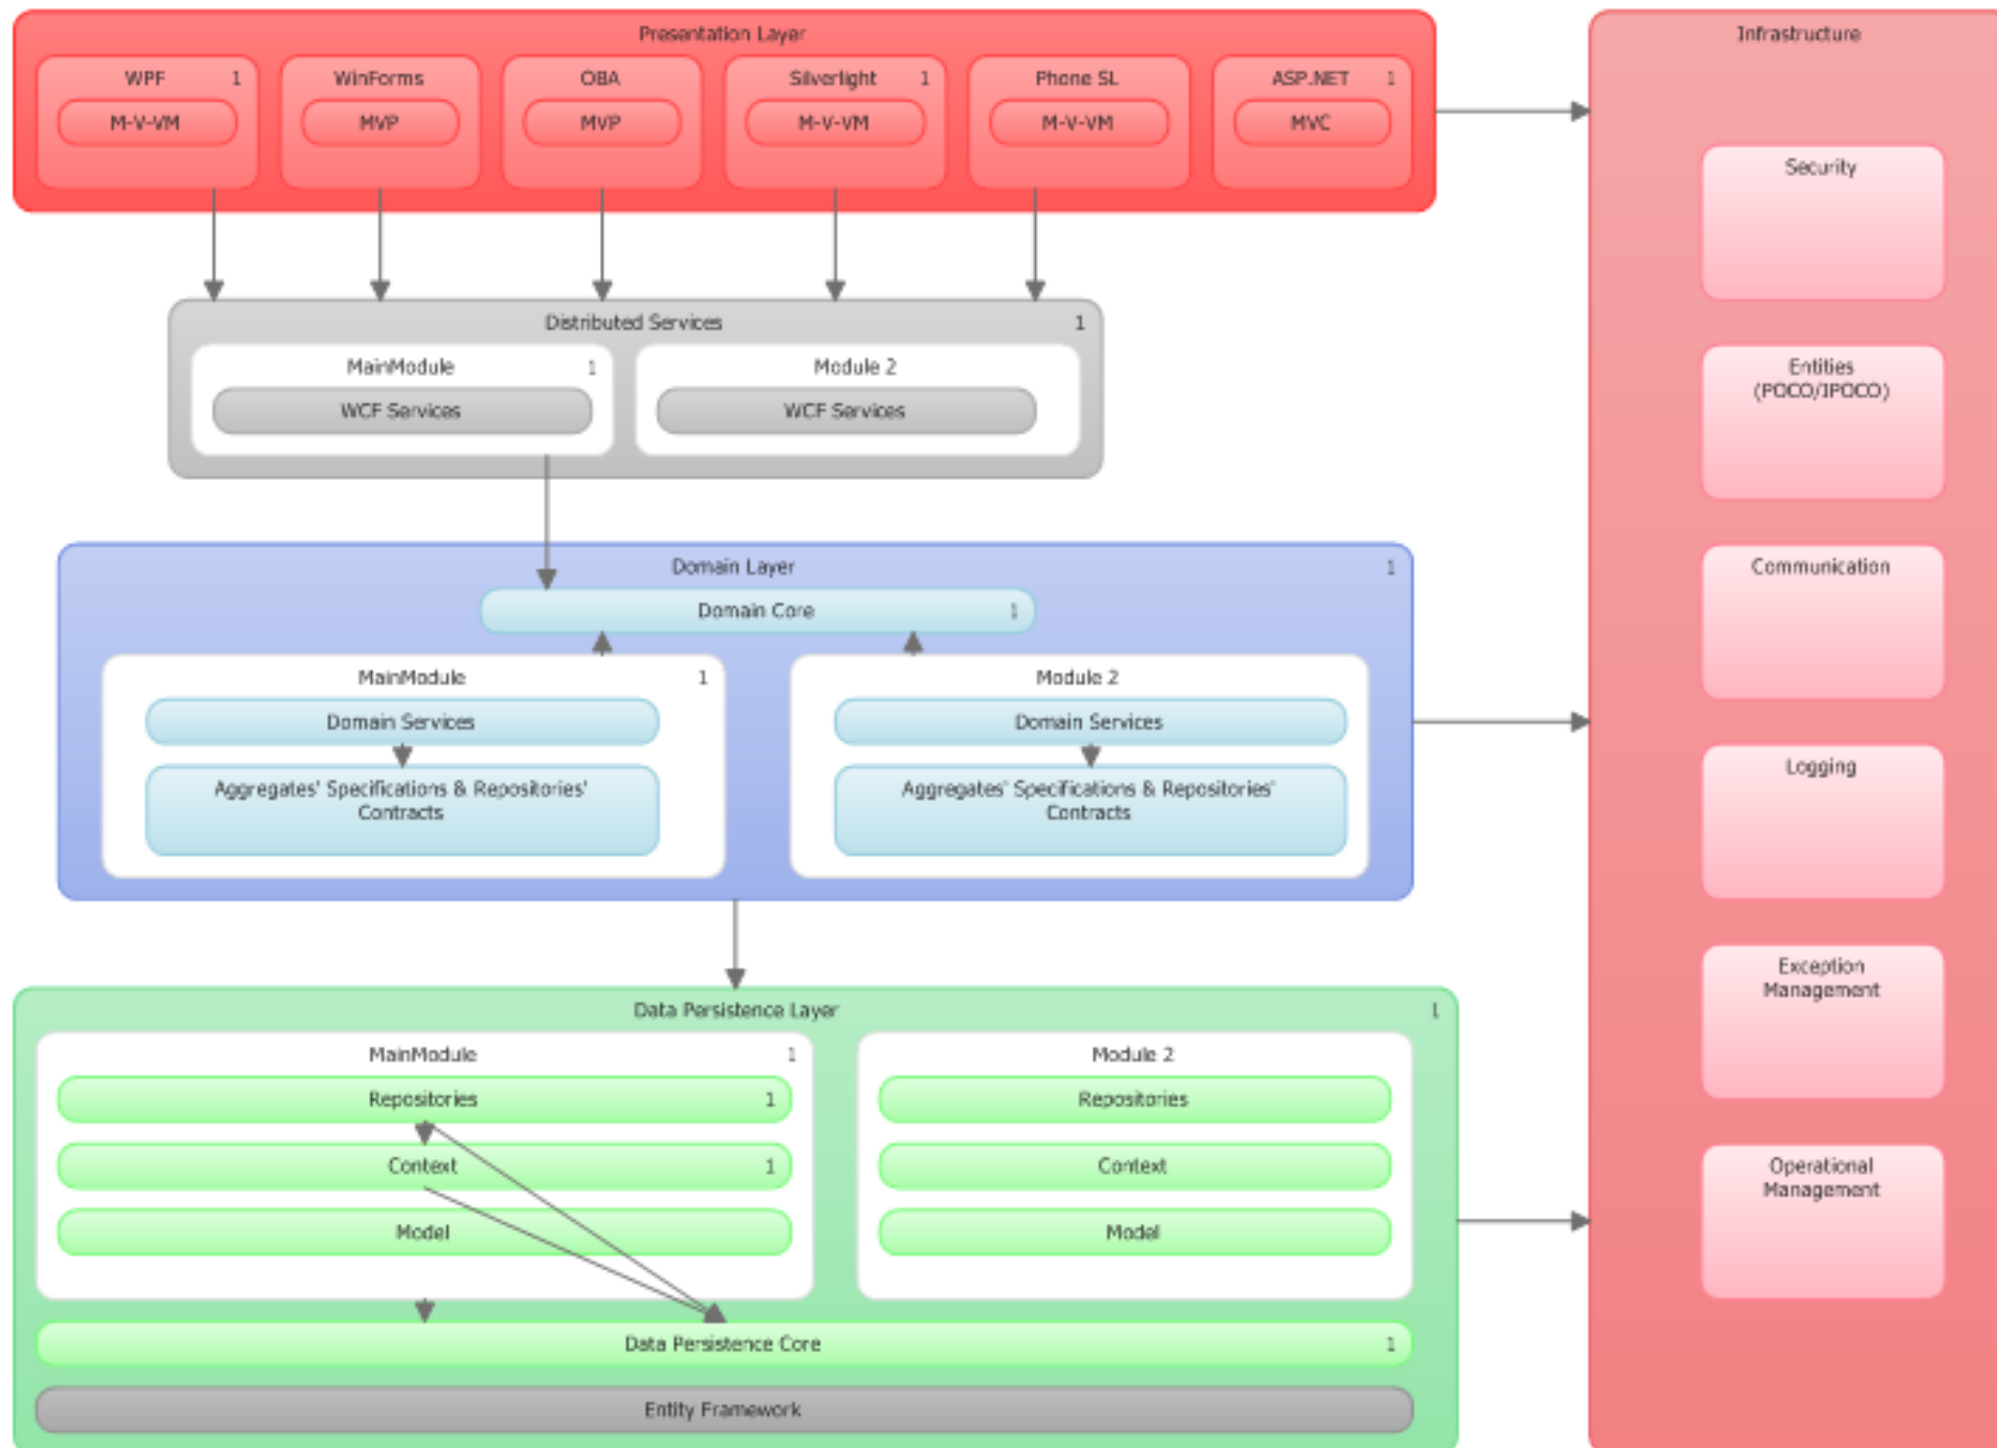 Presentation Layer
WPF 1
M-V-VM
WinForms
MVP
OBA
MVP
Silverlight 1
M-V-VM
Phone SL
M-V-VM
ASP.NET 1
MVC
Distributed Services 1
MainModule 1
WCF Services
Module 2
WCF Services
Domain Layer 1
Domain Core 1
MainModule 1
Domain Services
Aggregates' Specifications & Repositories'
Contracts
Module 2
Domain Services
Aggregates' Specifications & Repositories'
Contracts
Data Persistence Layer 1
MainModule 1
Repositories 1
Context 1
Model
Module 2
Repositories
Context
Model
Data Persistence Core 1
Entity Framework
Infrastructure
Security
Entities
(POCO/IPOCO)
Communication
Logging
Exception
Management
Operational
Management